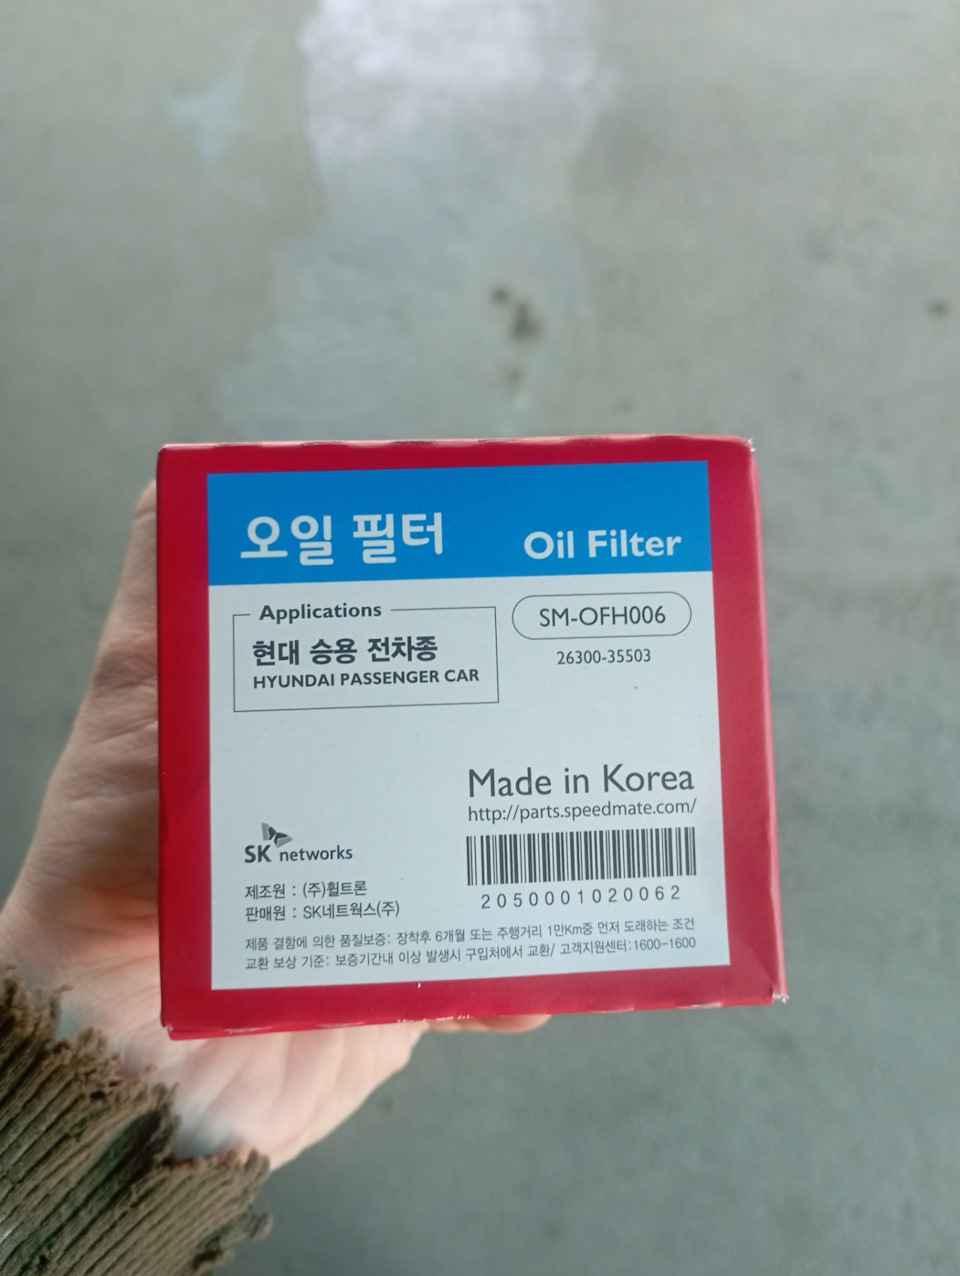 오일 필터
Oil Filter
Applications
현대 승용 전차종
HYUNDAI PASSENGER CAR
SM-OFH006
26300-35503
Made in Korea
http://parts.speedmate.com/
2050001020062
SK networks
제조원 : (주)휠트론
판매원 : SK네트웍스(주)
제품 결함에 의한 품질보증: 장착후 6개월 또는 주행거리 1만Km중 먼저 도래하는 조건
교환 보상 기준: 보증기간내 이상 발생시 구입처에서 교환/ 고객지원센터:1600-1600